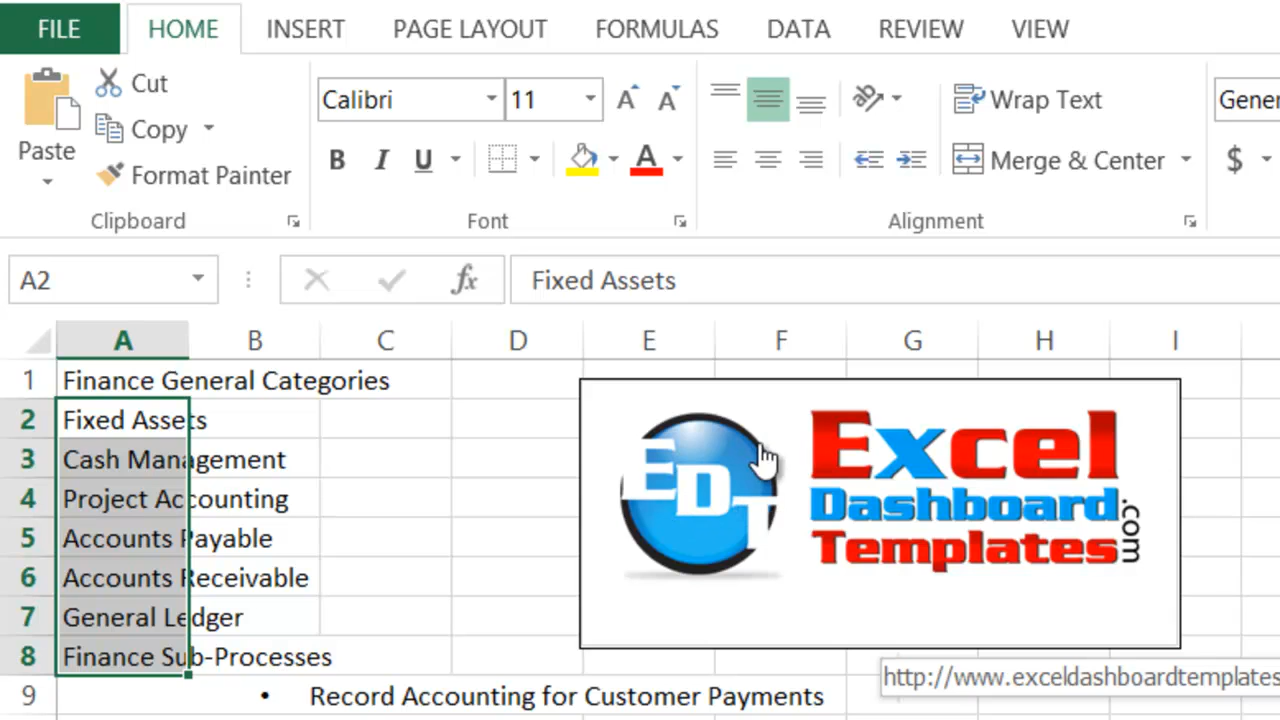 FILE HOME INSERT PAGE LAYOUT FORMULAS DATA REVIEW VIEW
Cut
Calibri 11 Wrap Text Gener
Copy
Paste B I U A Merge & Center $
Format Painter
Clipboard Font Alignment
A2 fx Fixed Assets
A B C D E F G H I
1 Finance General Categories
2 Fixed Assets
3 Cash Management
4 Project Accounting
5 Accounts Payable
6 Accounts Receivable
7 General Ledger
8 Finance Sub-Processes
9 • Record Accounting for Customer Payments
EDT
Excel
Dashboard
Templates
.com
http://www.exceldashboardtemplates